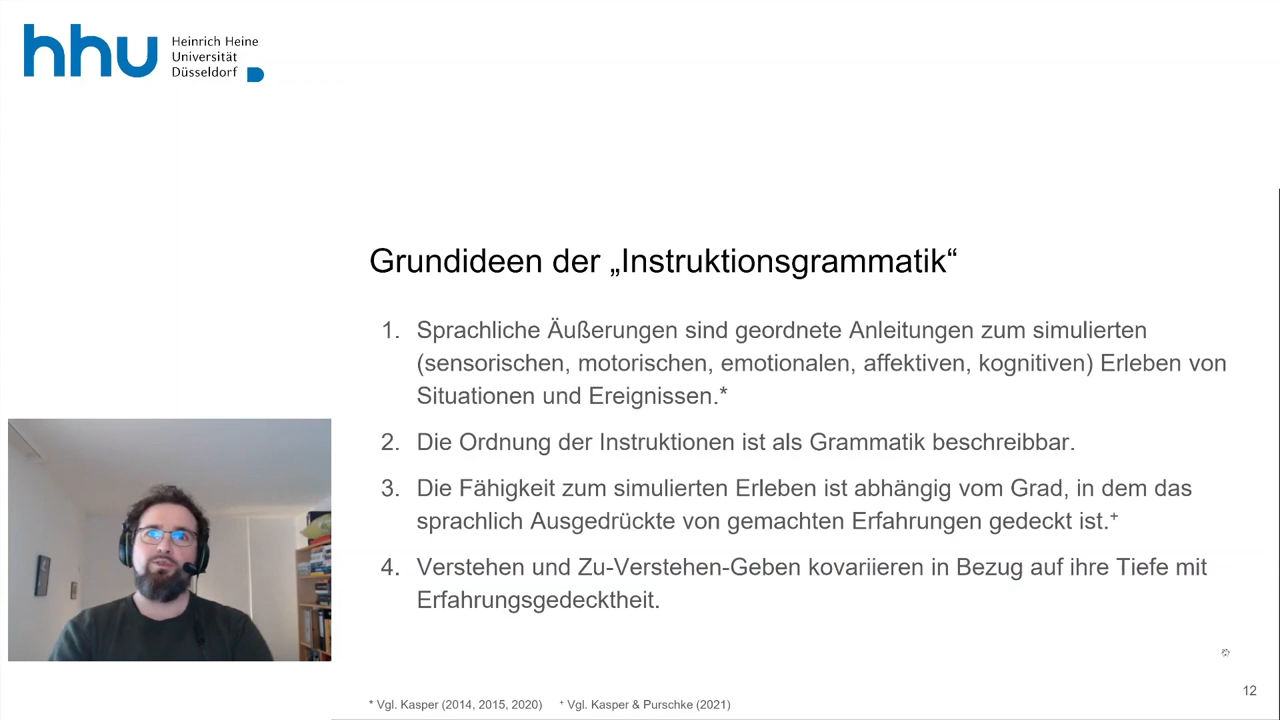 hhu Heinrich Heine
Universität
Düsseldorf
Grundideen der „Instruktionsgrammatik“
1. Sprachliche Äußerungen sind geordnete Anleitungen zum simulierten
(sensorischen, motorischen, emotionalen, affektiven, kognitiven) Erleben von
Situationen und Ereignissen.*
2. Die Ordnung der Instruktionen ist als Grammatik beschreibbar.
3. Die Fähigkeit zum simulierten Erleben ist abhängig vom Grad, in dem das
sprachlich Ausgedrückte von gemachten Erfahrungen gedeckt ist.⁺
4. Verstehen und Zu-Verstehen-Geben kovariieren in Bezug auf ihre Tiefe mit
Erfahrungsgedecktheit.
12
* Vgl. Kasper (2014, 2015, 2020) ⁺ Vgl. Kasper & Purschke (2021)